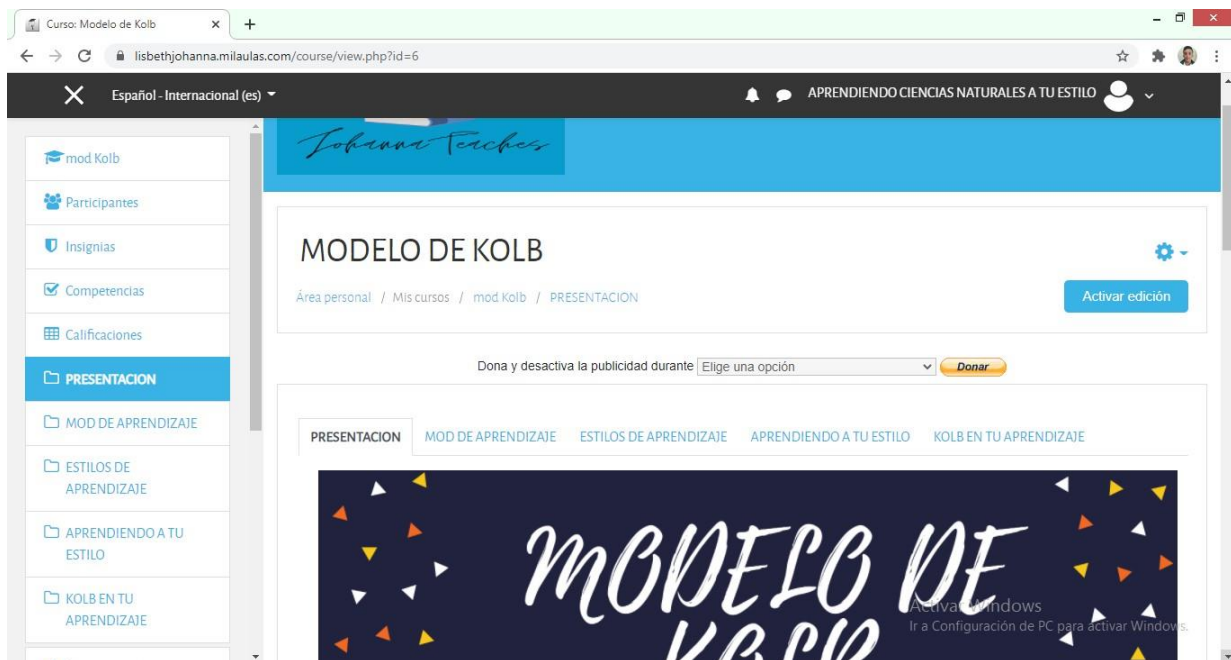 Curso: Modelo de Kolb
lisbethjohanna.milaulas.com/course/view.php?id=6
Español - Internacional (es)
APRENDIENDO CIENCIAS NATURALES A TU ESTILO
Johanna Teaches
mod Kolb
Participantes
Insignias
Competencias
Calificaciones
PRESENTACION
MOD DE APRENDIZAJE
ESTILOS DE
APRENDIZAJE
APRENDIENDO A TU
ESTILO
KOLB EN TU
APRENDIZAJE
MODELO DE KOLB
Área personal / Mis cursos / mod Kolb / PRESENTACION
Activar edición
Dona y desactiva la publicidad durante Elige una opción Donar
PRESENTACION MOD DE APRENDIZAJE ESTILOS DE APRENDIZAJE APRENDIENDO A TU ESTILO KOLB EN TU APRENDIZAJE
MODELO DE
KOLB
Activar Windows
Ir a Configuración de PC para activar Windows.